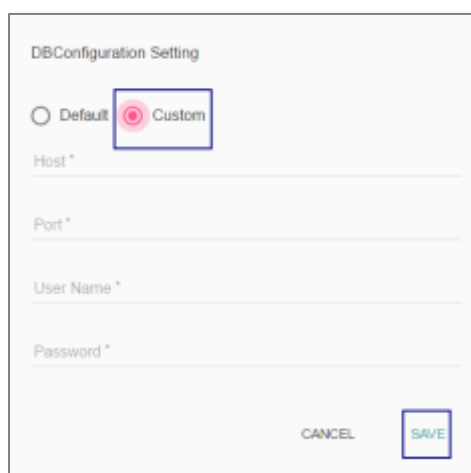 DBConfiguration Setting
Default Custom
Host *
Port *
User Name *
Password *
CANCEL SAVE